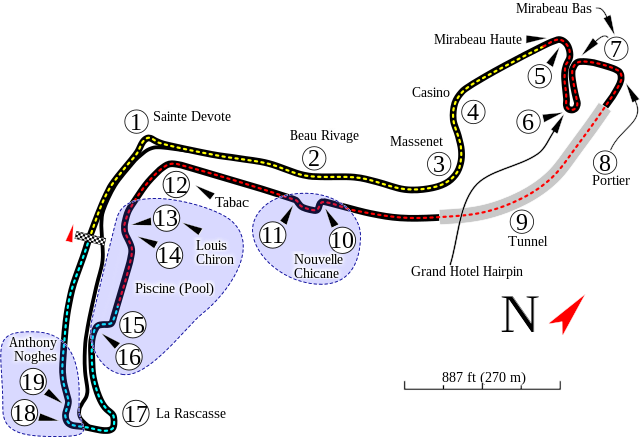 Mirabeau Bas
Mirabeau Haute
7
5
Casino
4
6
1
Sainte Devote
Beau Rivage
2
Massenet
3
8
Portier
12
Tabac
13
11
10
9
Tunnel
14
Louis
Chiron
Nouvelle
Chicane
Grand Hotel Hairpin
Piscine (Pool)
N
15
16
Anthony
Noghes
19
18
17
La Rascasse
887 ft (270 m)